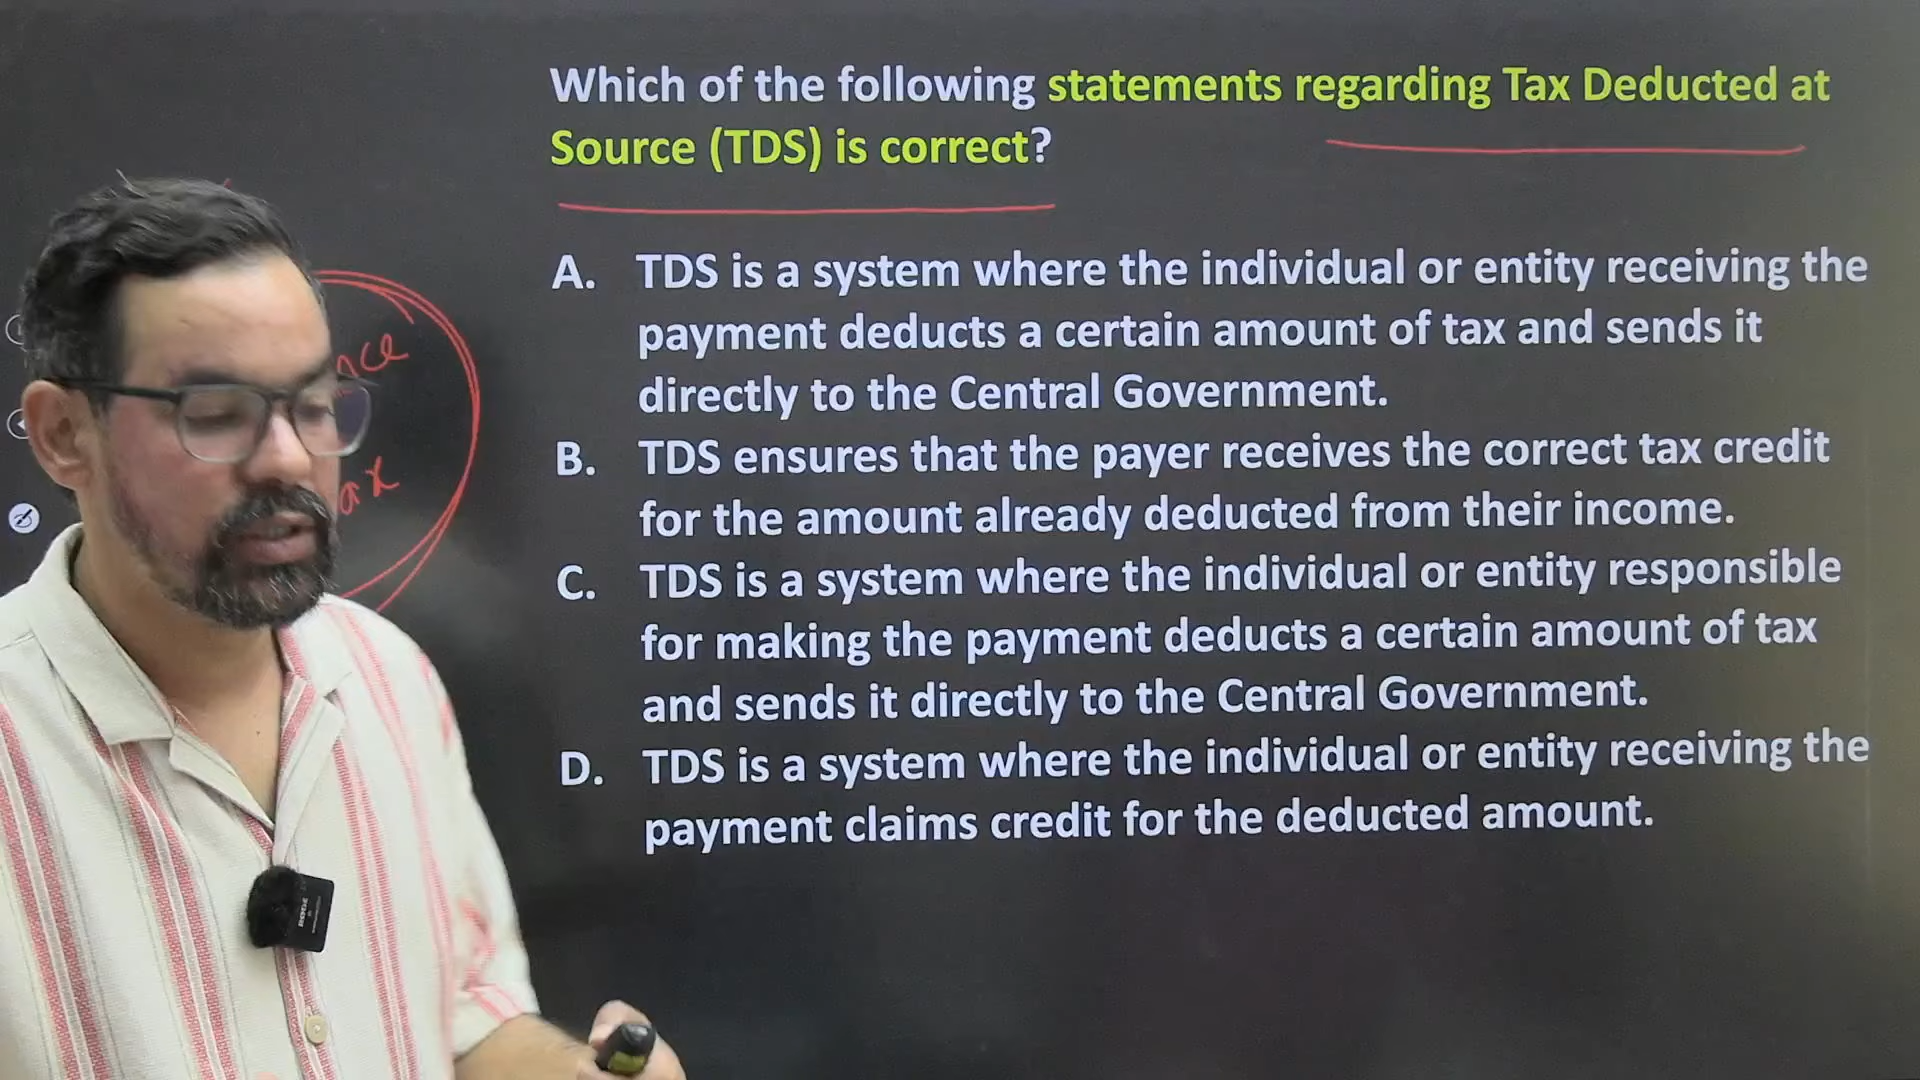 Which of the following statements regarding Tax Deducted at
Source (TDS) is correct?
A. TDS is a system where the individual or entity receiving the
payment deducts a certain amount of tax and sends it
directly to the Central Government.
B. TDS ensures that the payer receives the correct tax credit
for the amount already deducted from their income.
C. TDS is a system where the individual or entity responsible
for making the payment deducts a certain amount of tax
and sends it directly to the Central Government.
D. TDS is a system where the individual or entity receiving the
payment claims credit for the deducted amount.
RODE